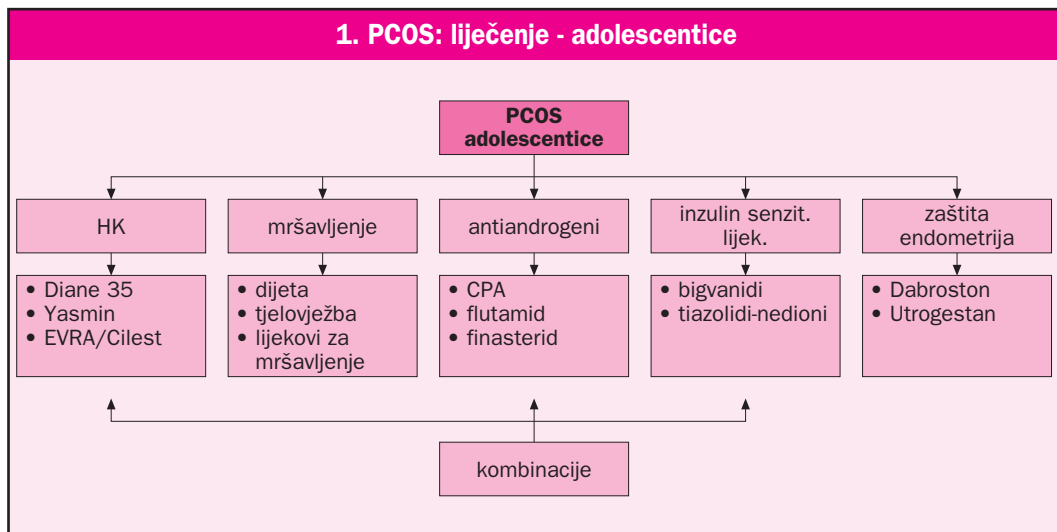 1. PCOS: liječenje - adolescentice
PCOS
adolescentice
HK
mršavljenje
antiandrogeni
inzulin senzit.
lijek.
zaštita
endometrija
• Diane 35
• Yasmin
• EVRA/Cilest
• dijeta
• tjelovježba
• lijekovi za
mršavljenje
• CPA
• flutamid
• finasterid
• bigvanidi
• tiazolidi-nedioni
• Dabroston
• Utrogestan
kombinacije